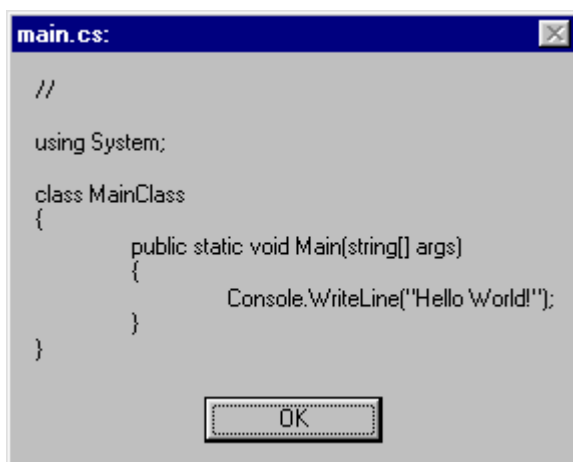 main.cs:
//
using System;
class MainClass
{
public static void Main(string[] args)
{
Console.WriteLine("Hello World!");
}
}
OK